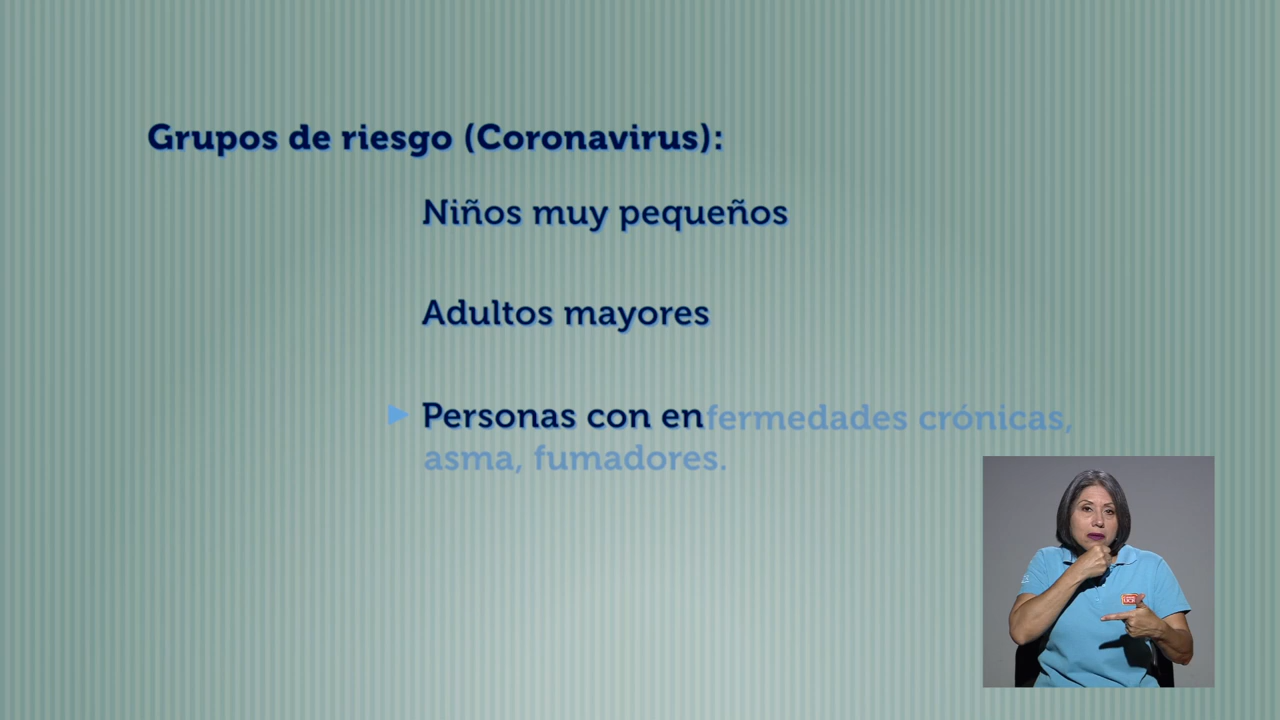 Grupos de riesgo (Coronavirus):
Niños muy pequeños
Adultos mayores
Personas con enfermedades crónicas,
asma, fumadores.